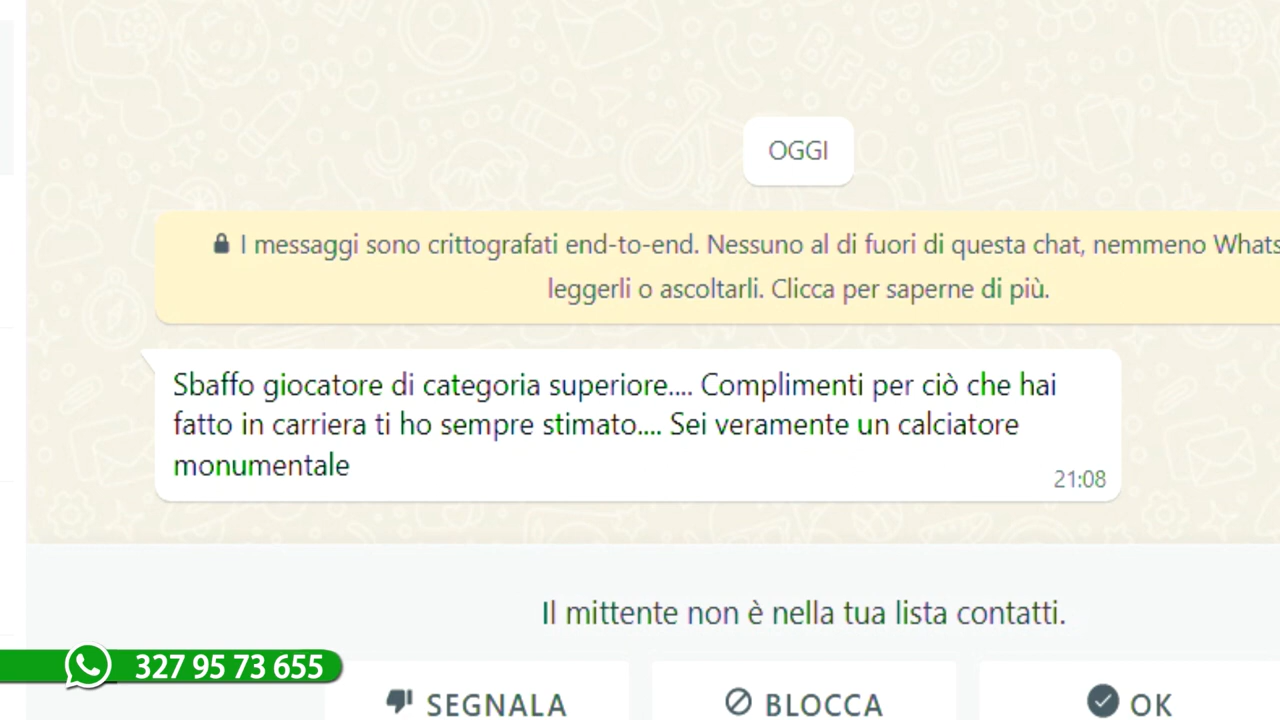 OGGI
I messaggi sono crittografati end-to-end. Nessuno al di fuori di questa chat, nemmeno Whats
leggerli o ascoltarli. Clicca per saperne di più.
Sbaffo giocatore di categoria superiore.... Complimenti per ciò che hai
fatto in carriera ti ho sempre stimato.... Sei veramente un calciatore
monumentale
21:08
Il mittente non è nella tua lista contatti.
327 95 73 655
SEGNALA
BLOCCA
OK